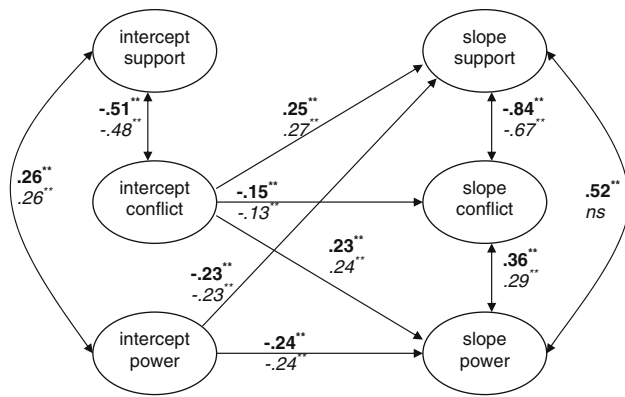 intercept
support
slope
support
-.51**
-.48**
.25**
.27**
-.84**
-.67**
.26**
.26**
intercept
conflict
-.15**
-.13**
slope
conflict
.52**
ns
.23**
.24**
-.23**
-.23**
.36**
.29**
intercept
power
-.24**
-.24**
slope
power